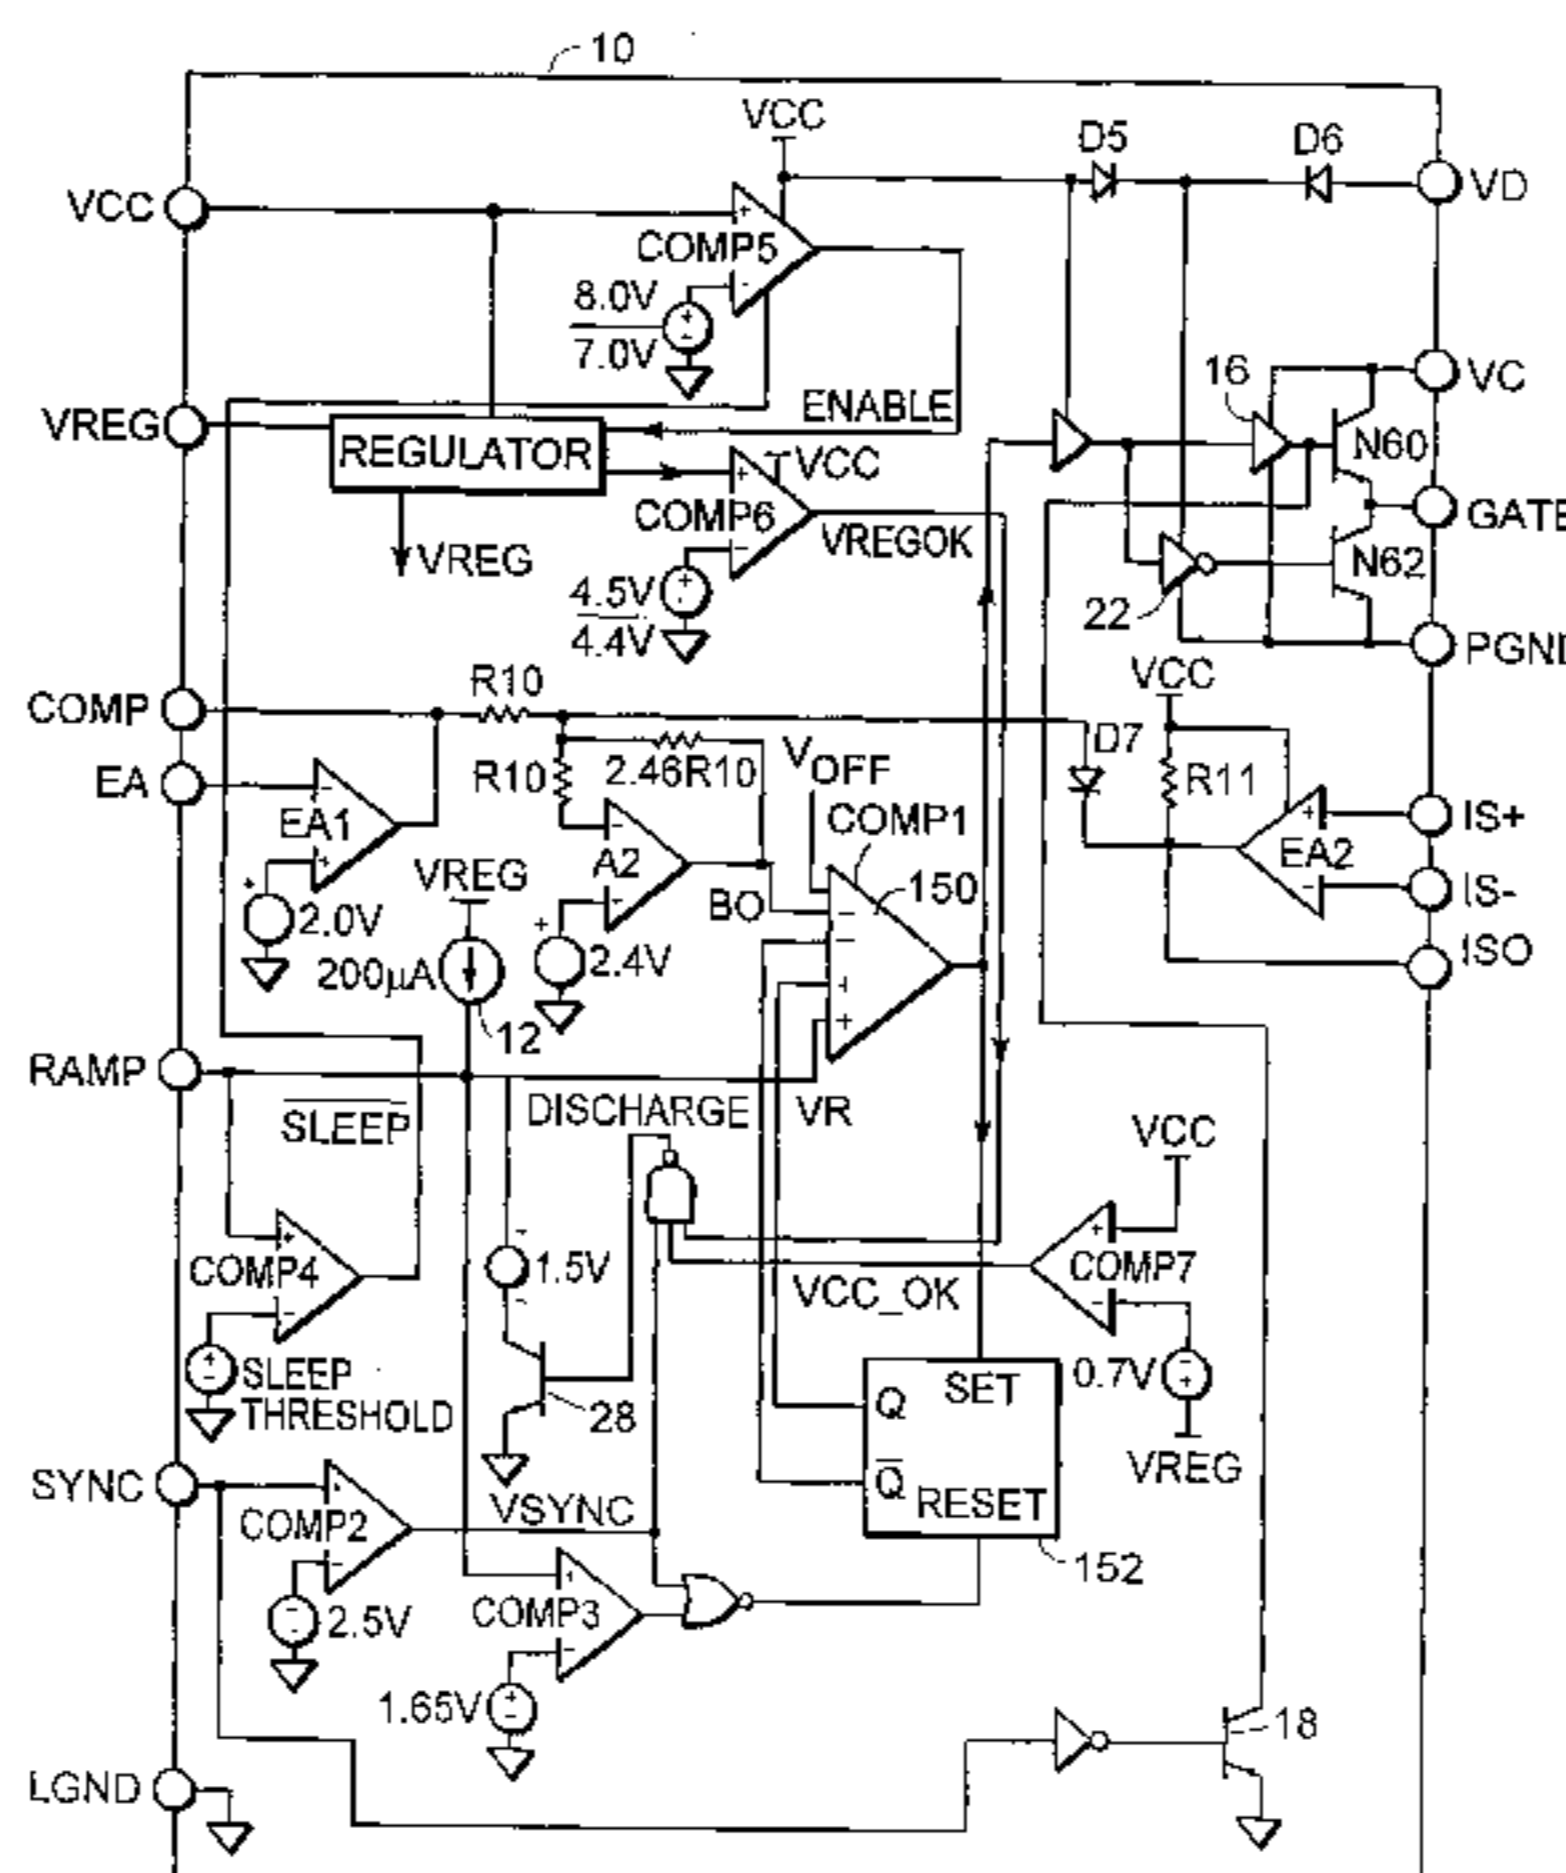 10
VCC
D5
D6
VCC
VD
COMP5
8.0V
7.0V
16
VC
VREG
ENABLE
REGULATOR
VCC
N60
COMP6
GATE
VREG
VREGOK
N62
4.5V
4.4V
22
PGND
VCC
R10
COMP
D7
R10
2.46R10
VOFF
R11
EA
EA1
COMP1
IS+
A2
EA2
VREG
150
IS-
BO
2.0V
2.4V
ISO
200µA
12
RAMP
SLEEP
DISCHARGE
VR
VCC
COMP4
1.5V
COMP7
VCC_OK
SLEEP
THRESHOLD
28
Q
SET
0.7V
VREG
SYNC
Q
RESET
VSYNC
COMP2
152
2.5V
COMP3
1.65V
18
LGND